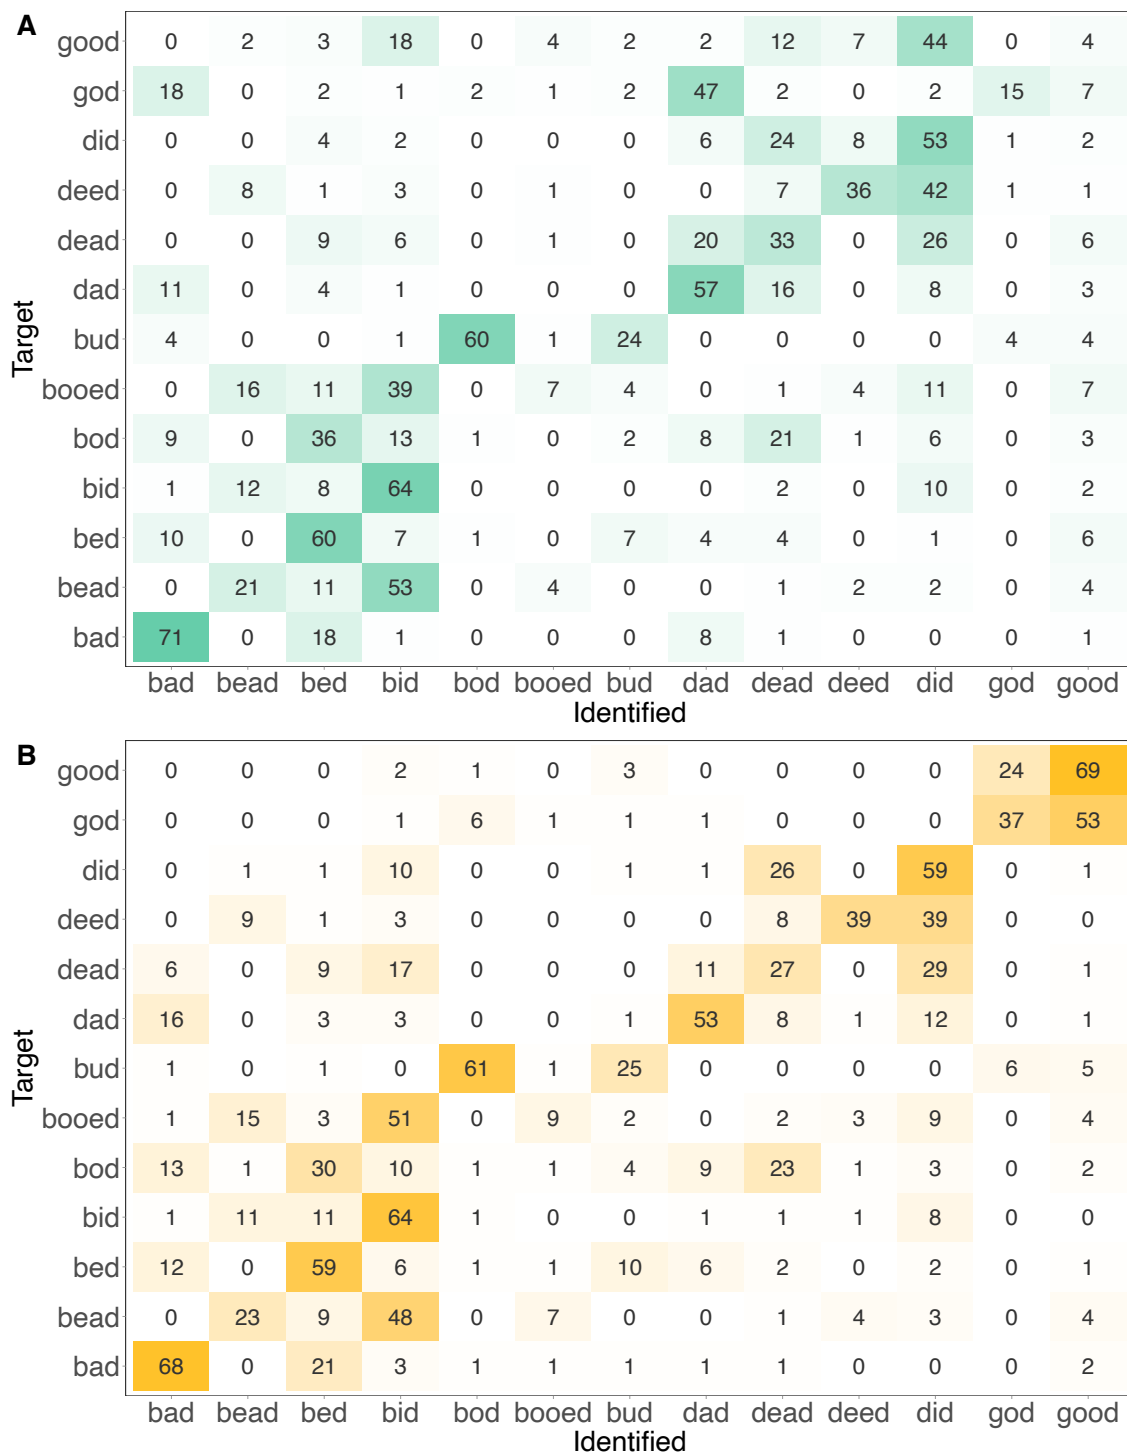 A
good 0 2 3 18 0 4 2 2 12 7 44 0 4
god 18 0 2 1 2 1 2 47 2 0 2 15 7
did 0 0 4 2 0 0 0 6 24 8 53 1 2
deed 0 8 1 3 0 1 0 0 7 36 42 1 1
dead 0 0 9 6 0 1 0 20 33 0 26 0 6
dad 11 0 4 1 0 0 0 57 16 0 8 0 3
bud 4 0 0 1 60 1 24 0 0 0 0 4 4
booed 0 16 11 39 0 7 4 0 1 4 11 0 7
bod 9 0 36 13 1 0 2 8 21 1 6 0 3
bid 1 12 8 64 0 0 0 0 2 0 10 0 2
bed 10 0 60 7 1 0 7 4 4 0 1 0 6
bead 0 21 11 53 0 4 0 0 1 2 2 0 4
bad 71 0 18 1 0 0 0 8 1 0 0 0 1
Target
bad bead bed bid bod booed bud dad dead deed did god good
Identified
B
good 0 0 0 2 1 0 3 0 0 0 0 24 69
god 0 0 0 1 6 1 1 1 0 0 0 37 53
did 0 1 1 10 0 0 1 1 26 0 59 0 1
deed 0 9 1 3 0 0 0 0 8 39 39 0 0
dead 6 0 9 17 0 0 0 11 27 0 29 0 1
dad 16 0 3 3 0 0 1 53 8 1 12 0 1
bud 1 0 1 0 61 1 25 0 0 0 0 6 5
booed 1 15 3 51 0 9 2 0 2 3 9 0 4
bod 13 1 30 10 1 1 4 9 23 1 3 0 2
bid 1 11 11 64 1 0 0 1 1 1 8 0 0
bed 12 0 59 6 1 1 10 6 2 0 2 0 1
bead 0 23 9 48 0 7 0 0 1 4 3 0 4
bad 68 0 21 3 1 1 1 1 1 0 0 0 2
Target
bad bead bed bid bod booed bud dad dead deed did god good
Identified